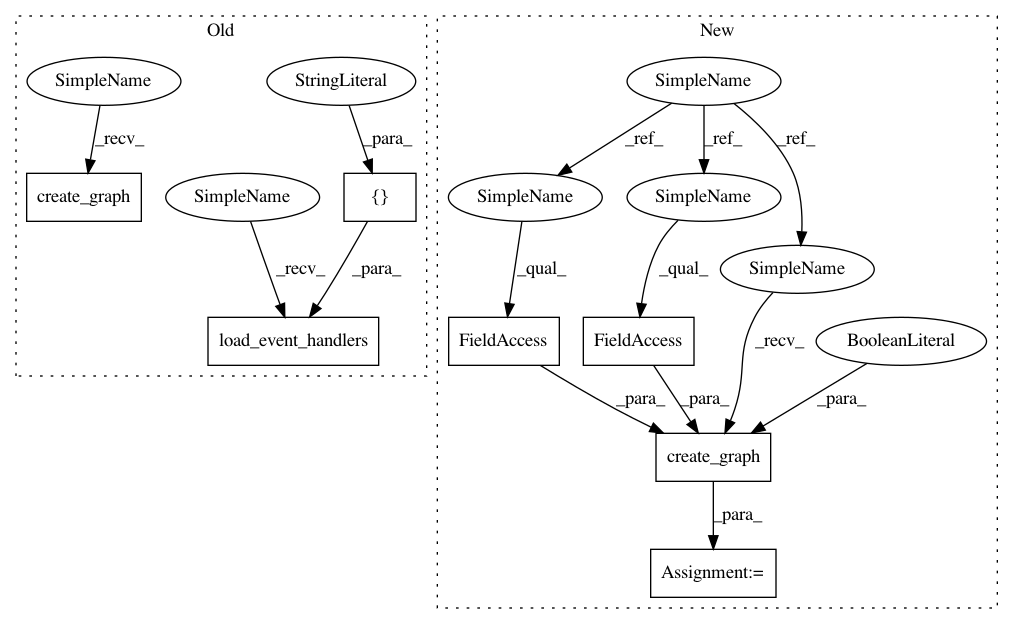 Old
New
SimpleName
StringLiteral
SimpleName
_recv_
_para_
_ref_
_ref_
_ref_
create_graph
SimpleName
{}
SimpleName
SimpleName
_recv_
_para_
_qual_
_qual_
SimpleName
load_event_handlers
FieldAccess
FieldAccess
_recv_
BooleanLiteral
_para_
_para_
_para_
create_graph
_para_
Assignment:=